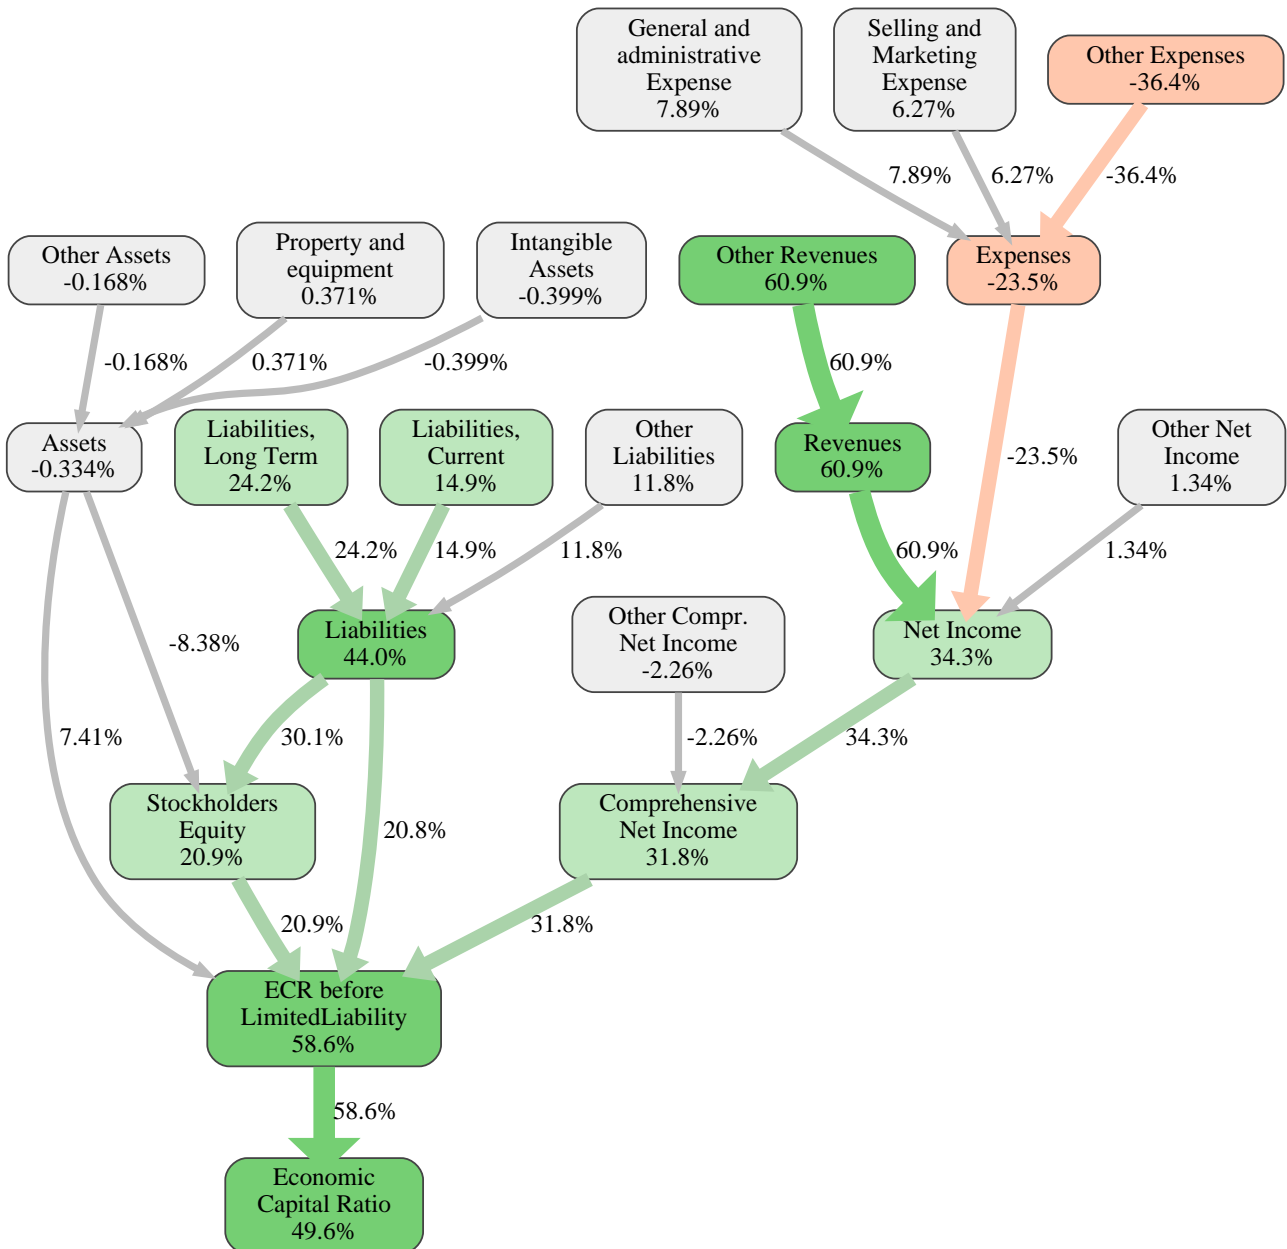 General and
administrative
Expense
7.89%
Selling and
Marketing
Expense
6.27%
Other Expenses
-36.4%
7.89%
6.27%
-36.4%
Other Assets
-0.168%
Property and
equipment
0.371%
Intangible
Assets
-0.399%
Other Revenues
60.9%
Expenses
-23.5%
-0.168%
0.371%
-0.399%
60.9%
Assets
-0.334%
Liabilities,
Long Term
24.2%
Liabilities,
Current
14.9%
Other
Liabilities
11.8%
Revenues
60.9%
-23.5%
Other Net
Income
1.34%
24.2%
14.9%
11.8%
60.9%
1.34%
Liabilities
44.0%
Other Compr.
Net Income
-2.26%
Net Income
34.3%
-8.38%
7.41%
30.1%
-2.26%
34.3%
Stockholders
Equity
20.9%
20.8%
Comprehensive
Net Income
31.8%
20.9%
31.8%
ECR before
LimitedLiability
58.6%
58.6%
Economic
Capital Ratio
49.6%